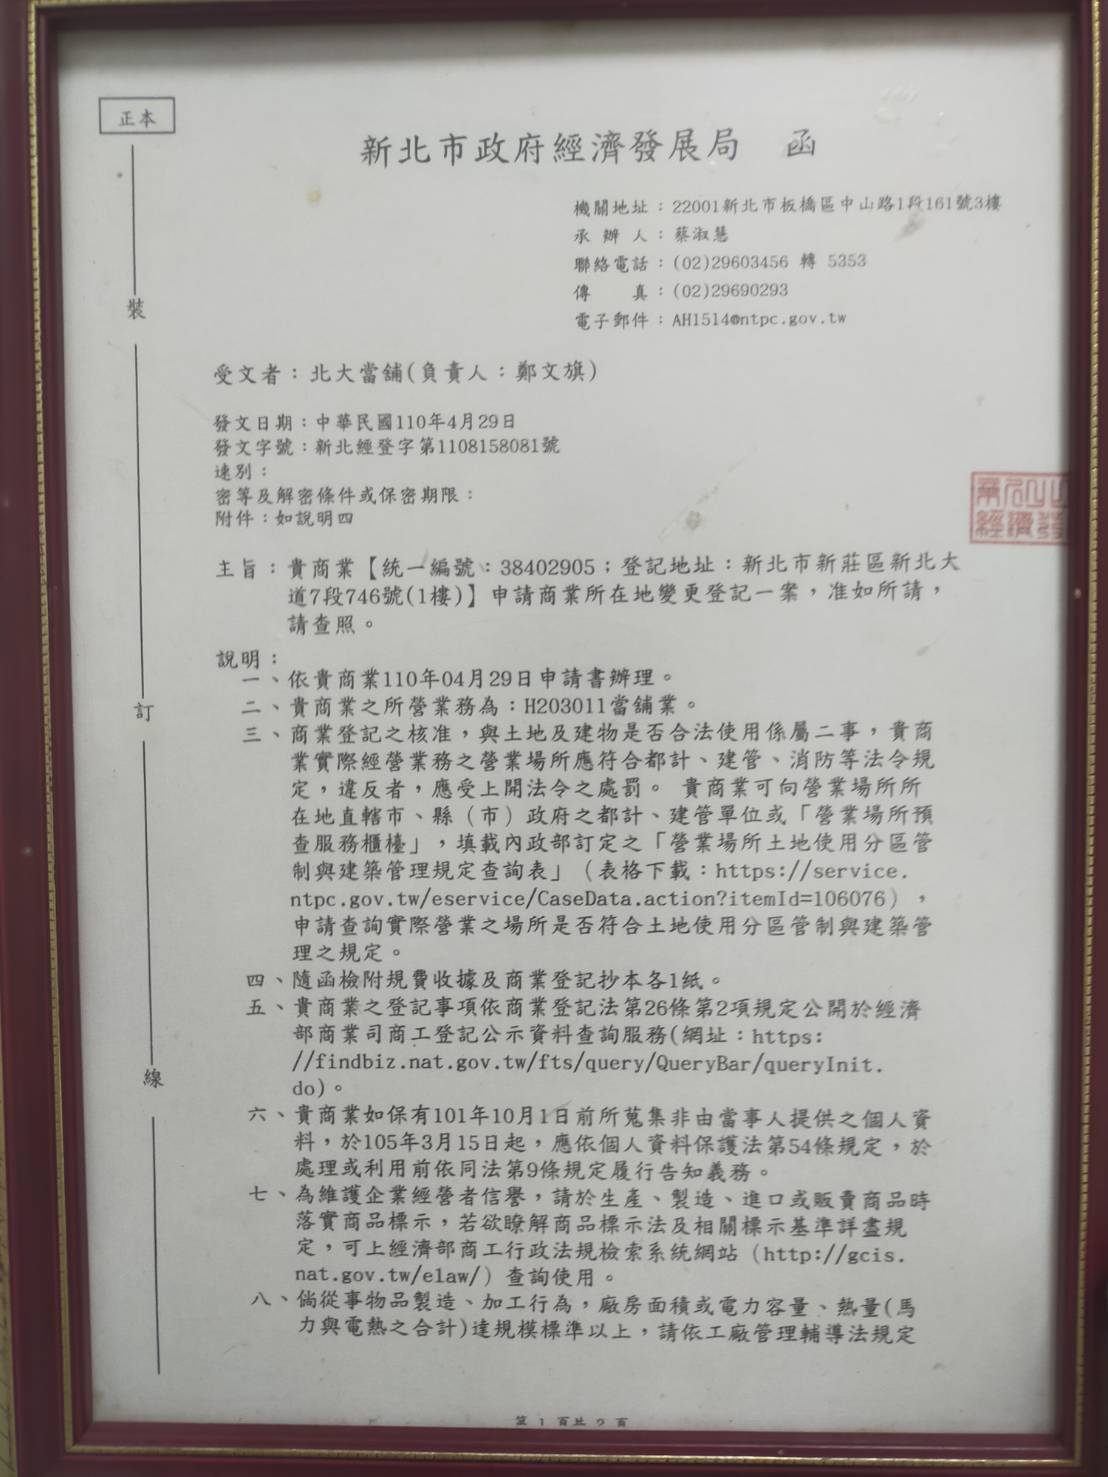 正本
新北市政府經濟發展局 函
機關地址：22001新北市板橋區中山路1段161號3樓
承辦人：蔡淑慧
聯絡電話：(02)29603456 轉 5353
傳 真：(02)29690293
電子郵件：AH1514@ntpc.gov.tw
裝
受文者：北大當舖(負責人：鄭文旗)
發文日期：中華民國110年4月29日
發文字號：新北經登字第1108158081號
速別：
密等及解密條件或保密期限：
附件：如說明四
主旨：貴商業【統一編號：38402905；登記地址：新北市新莊區新北大
道7段746號(1樓)】申請商業所在地變更登記一案，准如所請，
請查照。
說明：
一、依貴商業110年04月29日申請書辦理。
二、貴商業之所營業務為：H203011當舖業。
訂
三、商業登記之核准，與土地及建物是否合法使用係屬二事，貴商
業實際經營業務之營業場所應符合都計、建管、消防等法令規
定，違反者，應受上開法令之處罰。 貴商業可向營業場所所
在地直轄市、縣（市）政府之都計、建管單位或「營業場所預
查服務櫃檯」，填載內政部訂定之「營業場所土地使用分區管
制與建築管理規定查詢表」（表格下載：https://service.
ntpc.gov.tw/eservice/CaseData.action?itemId=106076），
申請查詢實際營業之場所是否符合土地使用分區管制與建築管
理之規定。
四、隨函檢附規費收據及商業登記抄本各1紙。
五、貴商業之登記事項依商業登記法第26條第2項規定公開於經濟
部商業司商工登記公示資料查詢服務(網址：https:
//findbiz.nat.gov.tw/fts/query/QueryBar/queryInit.
do)。
線
六、貴商業如保有101年10月1日前所蒐集非由當事人提供之個人資
料，於105年3月15日起，應依個人資料保護法第54條規定，於
處理或利用前依同法第9條規定履行告知義務。
七、為維護企業經營者信譽，請於生產、製造、進口或販賣商品時
落實商品標示，若欲瞭解商品標示法及相關標示基準詳盡規
定，可上經濟部商工行政法規檢索系統網站（http://gcis.
nat.gov.tw/elaw/）查詢使用。
八、倘從事物品製造、加工行為，廠房面積或電力容量、熱量(馬
力與電熱之合計)達規模標準以上，請依工廠管理輔導法規定
第1頁共2頁